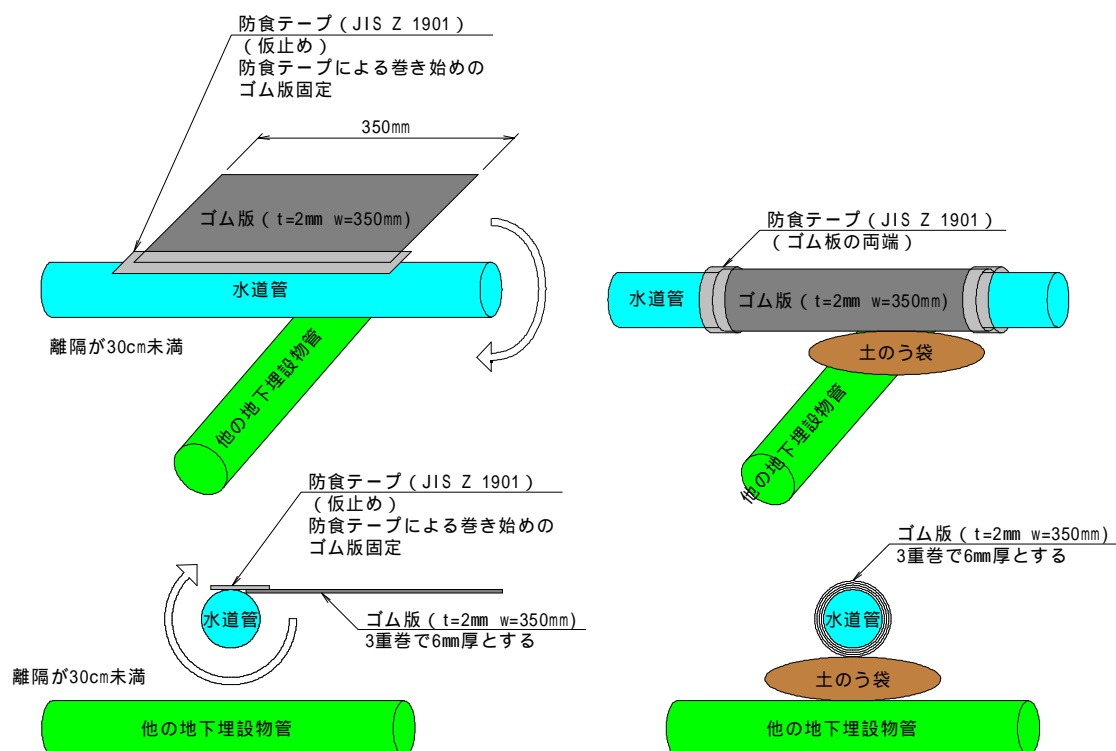 防食テープ(JIS Z 1901)
(仮止め)
防食テープによる巻き始めの
ゴム版固定
350mm
ゴム版(t=2mm w=350mm)
水道管
離隔が30cm未満
他の地下埋設物管
防食テープ(JIS Z 1901)
(ゴム板の両端)
水道管
ゴム版(t=2mm w=350mm)
土のう袋
他の地下埋設物管
防食テープ(JIS Z 1901)
(仮止め)
防食テープによる巻き始めの
ゴム版固定
水道管
ゴム版(t=2mm w=350mm)
3重巻で6mm厚とする
離隔が30cm未満
他の地下埋設物管
ゴム版(t=2mm w=350mm)
3重巻で6mm厚とする
水道管
土のう袋
他の地下埋設物管